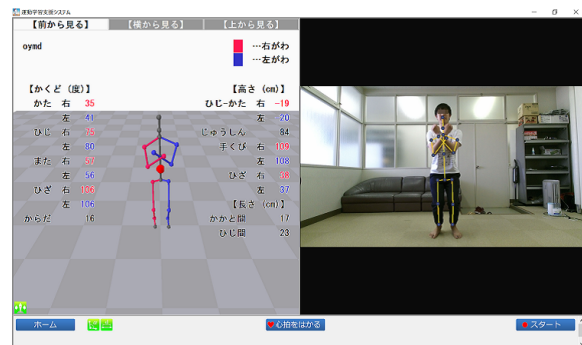 運動学習支援システム
【前から見る】 【横から見る】 【上から見る】
oymd
…右がわ
…左がわ
【かくど (度)】 【高さ (cm)】
かた 右 35 ひじ-かた 右 -19
左 41 左 -20
ひじ 右 75 じゅうしん 84
左 80 手くび 右 109
また 右 57 左 108
左 56 ひざ 右 38
ひざ 右 106 左 37
左 106 【長さ (cm)】
からだ 16 かかと間 17
ひじ間 23
ホーム 心拍をはかる スタート